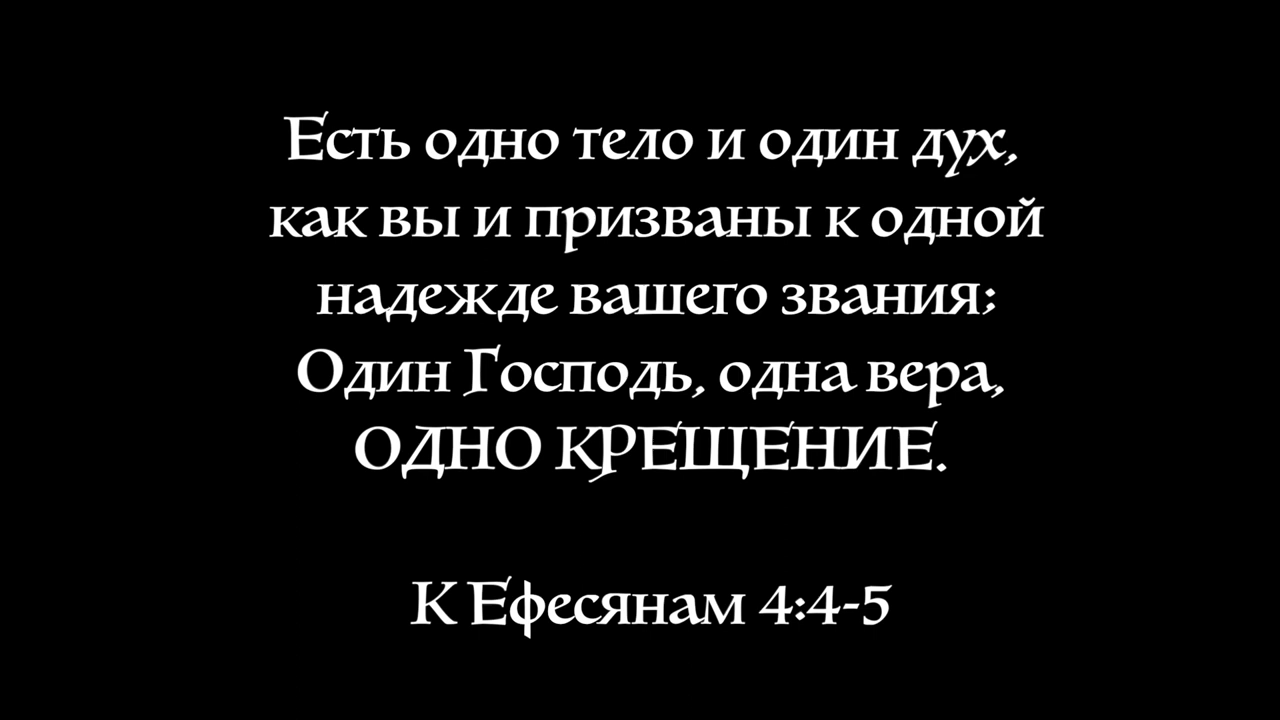 Есть одно тело и один дух,
как вы и призваны к одной
надежде вашего звания;
Один Господь, одна вера,
ОДНО КРЕЩЕНИЕ.
К Ефесянам 4:4-5